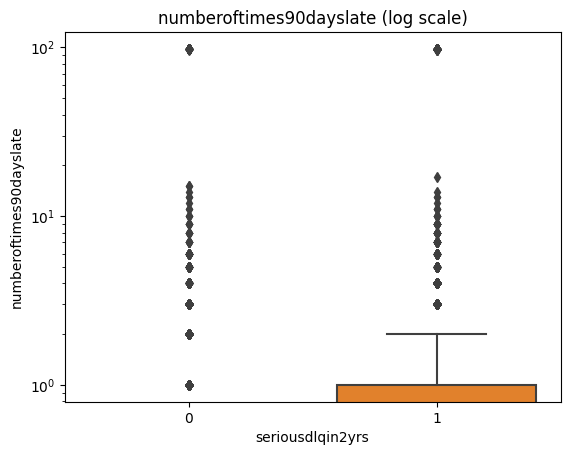 numberoftimes90dayslate (log scale)
numberoftimes90dayslate
10²
10¹
10⁰
0
1
seriousdlqin2yrs